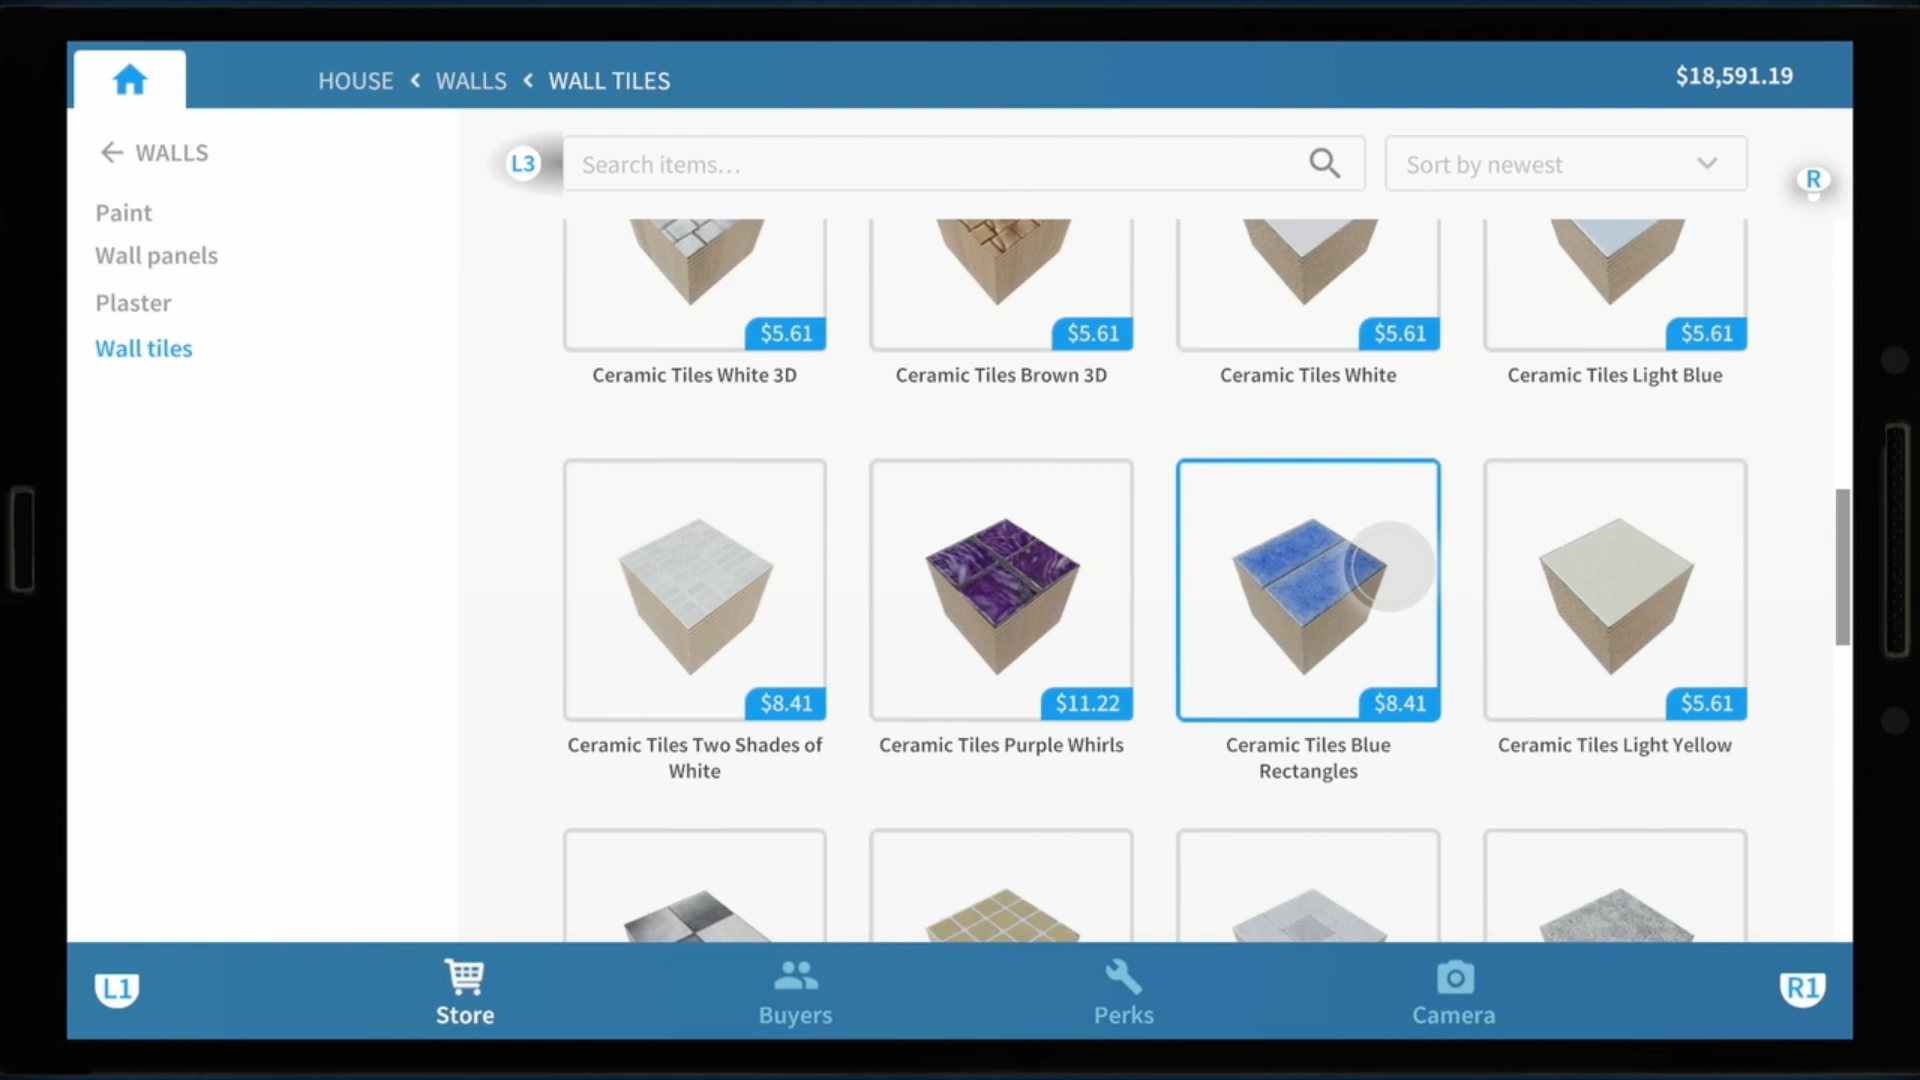 HOUSE < WALLS < WALL TILES
$18,591.19
WALLS
Paint
Wall panels
Plaster
Wall tiles
L3
Search items...
Sort by newest
R
$5.61
$5.61
$5.61
$5.61
Ceramic Tiles White 3D
Ceramic Tiles Brown 3D
Ceramic Tiles White
Ceramic Tiles Light Blue
$8.41
$11.22
$8.41
$5.61
Ceramic Tiles Two Shades of
White
Ceramic Tiles Purple Whirls
Ceramic Tiles Blue
Rectangles
Ceramic Tiles Light Yellow
L1
Store
Buyers
Perks
Camera
R1